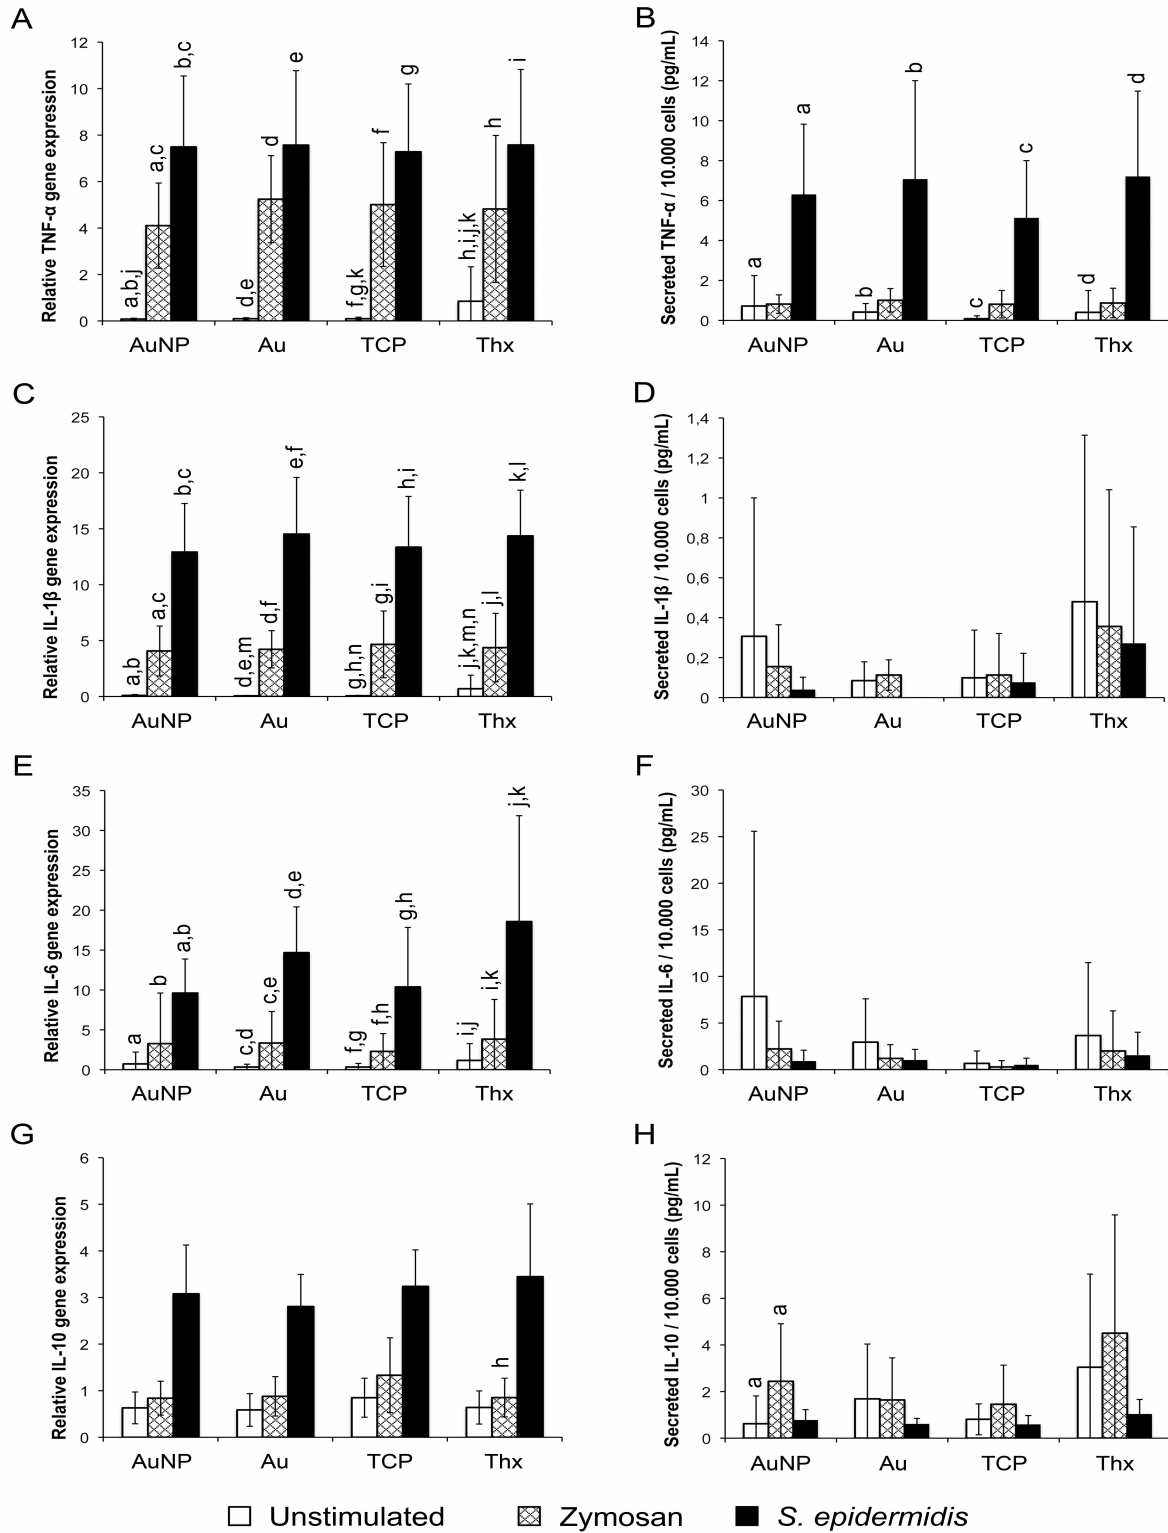 A
Relative TNF-α gene expression
12
10
8
6
4
2
0
a,b,j
a,c
b,c
d,e
d
e
f,g,k
f
g
h,i,j,k
h
i
AuNP Au TCP Thx
B
Secreted TNF-α / 10.000 cells (pg/mL)
14
12
10
8
6
4
2
0
a
a
b
b
c
c
d
d
AuNP Au TCP Thx
C
Relative IL-1β gene expression
25
20
15
10
5
0
a,b
a,c
b,c
d,e,m
d,f
e,f
g,h,n
g,i
h,i
j,k,m,n
j,l
k,l
AuNP Au TCP Thx
D
Secreted IL-1β / 10.000 cells (pg/mL)
1,4
1,2
1
0,8
0,6
0,4
0,2
0
AuNP Au TCP Thx
E
Relative IL-6 gene expression
35
30
25
20
15
10
5
0
a
b
a,b
c,d
c,e
d,e
f,g
f,h
g,h
i,j
i,k
j,k
AuNP Au TCP Thx
F
Secreted IL-6 / 10.000 cells (pg/mL)
30
25
20
15
10
5
0
AuNP Au TCP Thx
G
Relative IL-10 gene expression
6
5
4
3
2
1
0
h
AuNP Au TCP Thx
H
Secreted IL-10 / 10.000 cells (pg/mL)
12
10
8
6
4
2
0
a
a
AuNP Au TCP Thx
Unstimulated Zymosan S. epidermidis